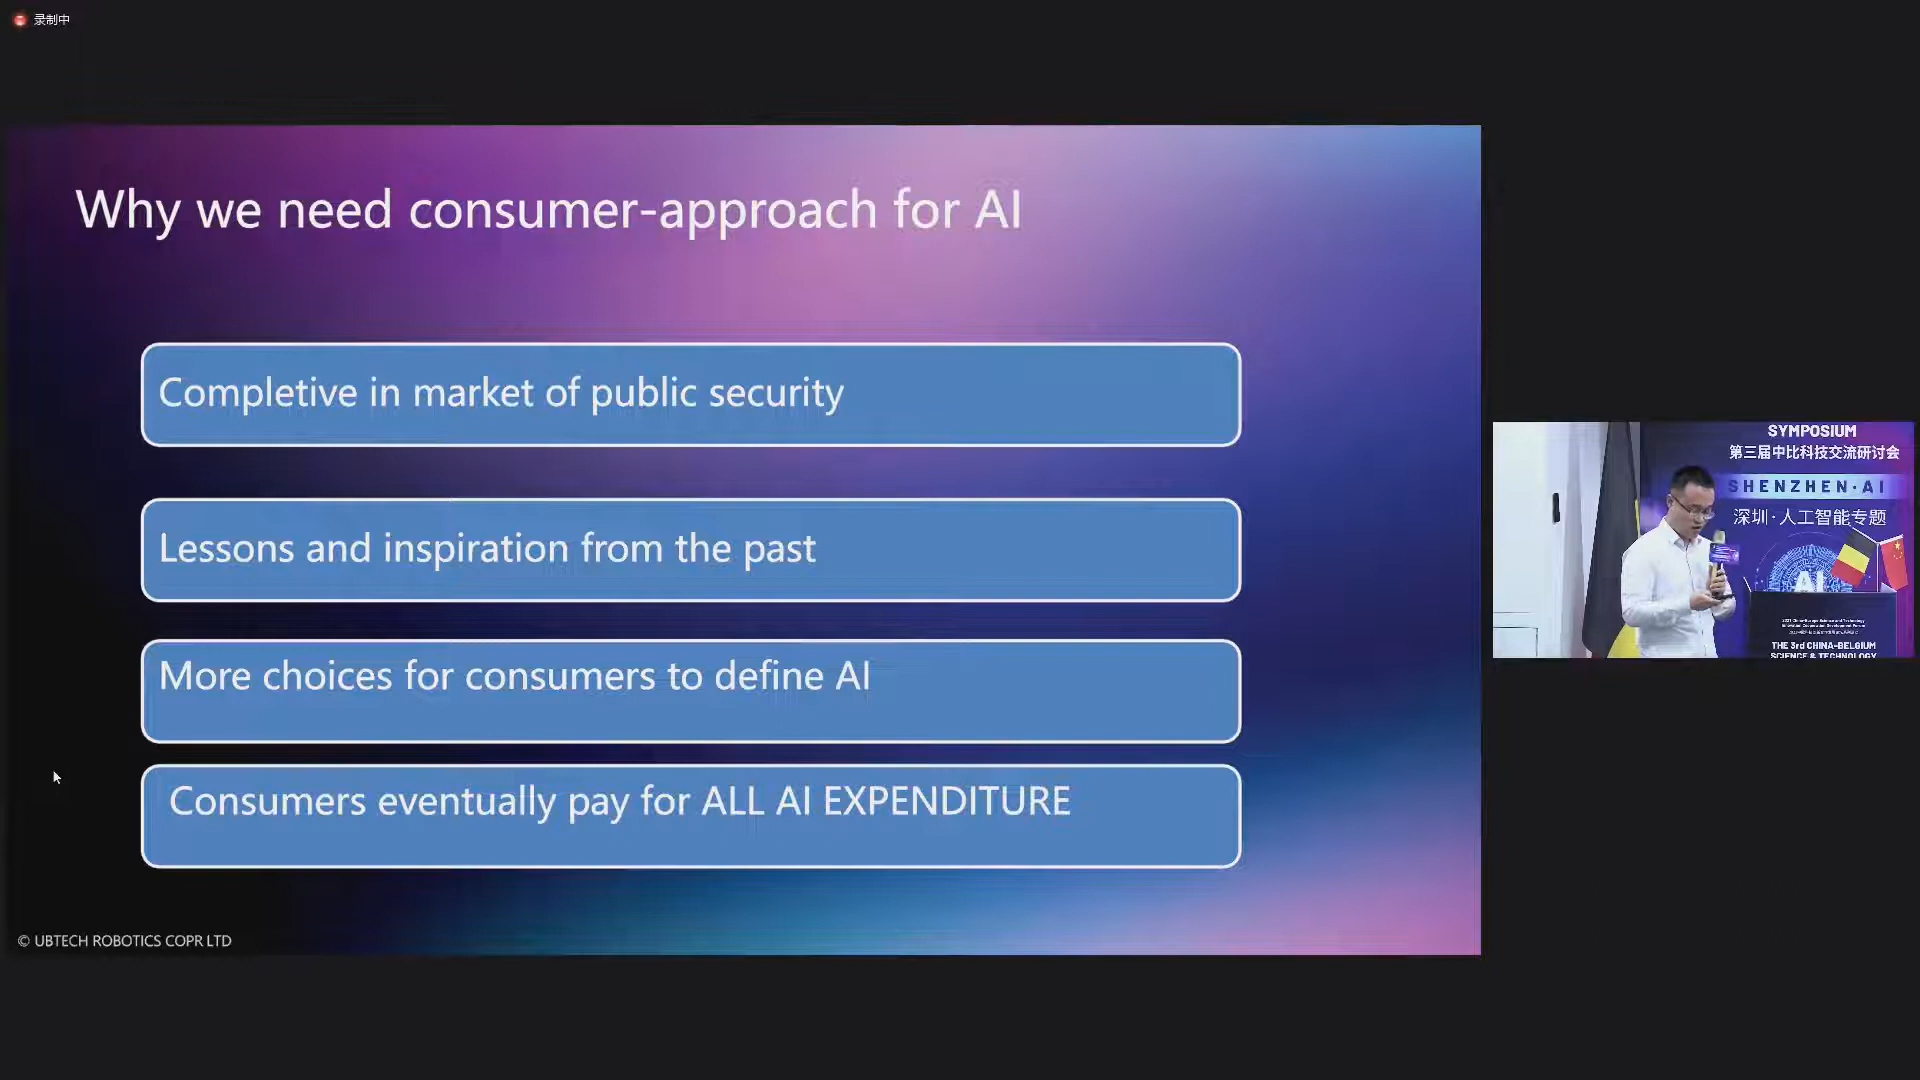 录制中
Why we need consumer-approach for AI
Completive in market of public security
Lessons and inspiration from the past
More choices for consumers to define AI
Consumers eventually pay for ALL AI EXPENDITURE
© UBTECH ROBOTICS COPR LTD
SYMPOSIUM
第三届中比科技交流研讨会
SHENZHEN·AI
深圳·人工智能专题
AI
THE 3rd CHINA-BELGIUM
SCIENCE & TECHNOLOGY